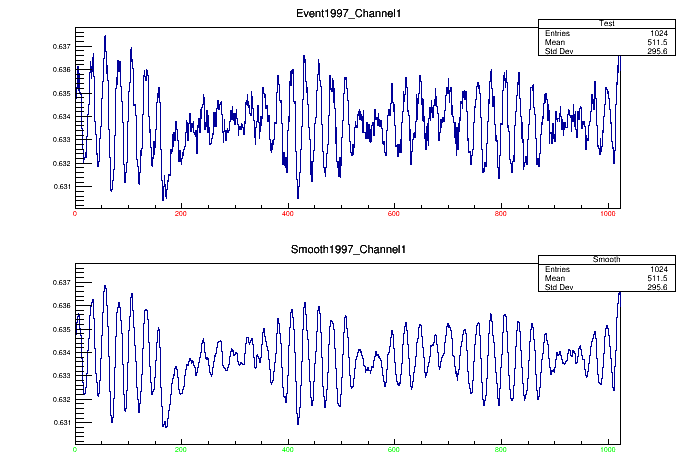 Event1997_Channel1
Test
Entries 1024
Mean 511.5
Std Dev 295.6
0.637
0.636
0.635
0.634
0.633
0.632
0.631
0 200 400 600 800 1000
Smooth1997_Channel1
Smooth
Entries 1024
Mean 511.5
Std Dev 295.6
0.637
0.636
0.635
0.634
0.633
0.632
0.631
0 200 400 600 800 1000